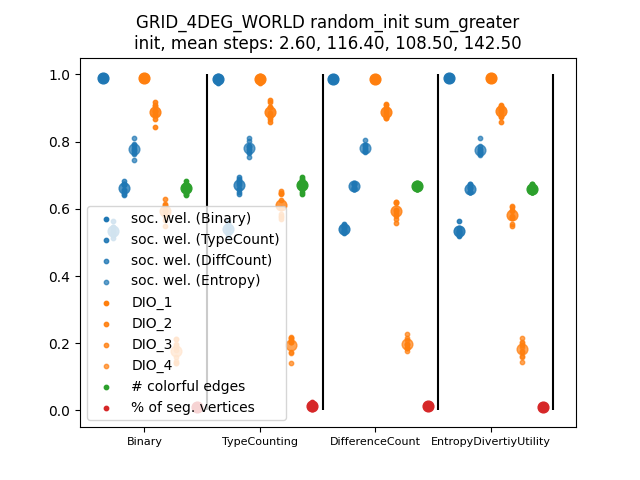 GRID_4DEG_WORLD random_init sum_greater
init, mean steps: 2.60, 116.40, 108.50, 142.50
1.0
0.8
0.6
0.4
0.2
0.0
soc. wel. (Binary)
soc. wel. (TypeCount)
soc. wel. (DiffCount)
soc. wel. (Entropy)
DIO_1
DIO_2
DIO_3
DIO_4
# colorful edges
% of seg. vertices
Binary
TypeCounting
DifferenceCount
EntropyDivertiyUtility